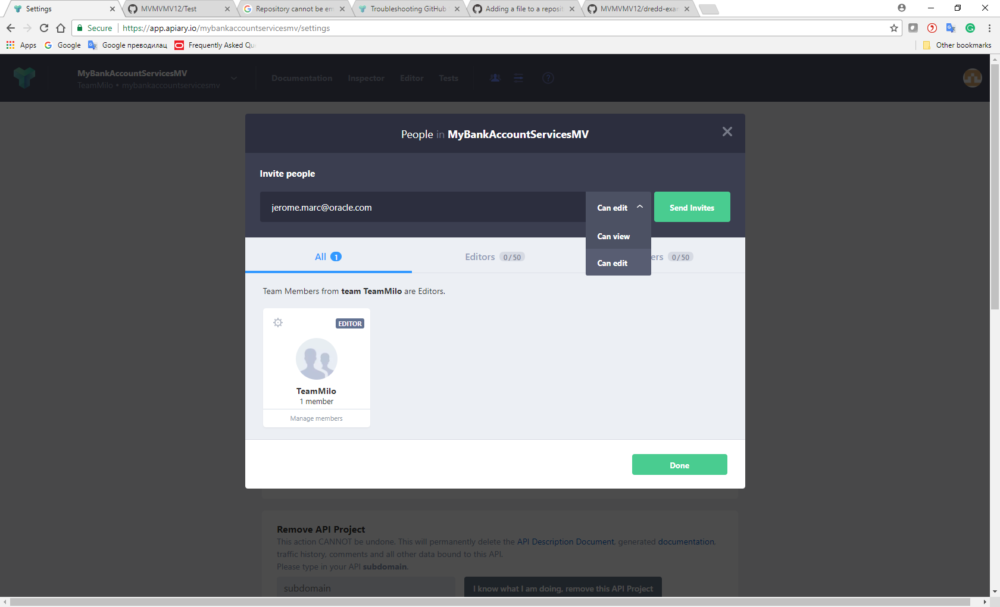 Settings
MVMVMV12/Test
Repository cannot be em
Troubleshooting GitHub
Adding a file to a reposit
MVMVMV12/dredd-exa
Secure
https://app.apiary.io/mybankaccountservicesmv/settings
Apps
Google
Google преводилац
Frequently Asked Qu
Other bookmarks
MyBankAccountServicesMV
TeamMilo • mybankaccountservicesmv
Documentation
Inspector
Editor
Tests
?
People in MyBankAccountServicesMV
Invite people
jerome.marc@oracle.com
Can edit
Send Invites
Can view
Can edit
All 1
Editors 0/50
ers 0/50
Team Members from team TeamMilo are Editors.
EDITOR
TeamMilo
1 member
Manage members
Done
Remove API Project
This action CANNOT be undone. This will permanently delete the API Description Document, generated documentation,
traffic history, comments and all other data bound to this API.
Please type in your API subdomain.
subdomain
I know what I am doing, remove this API Project